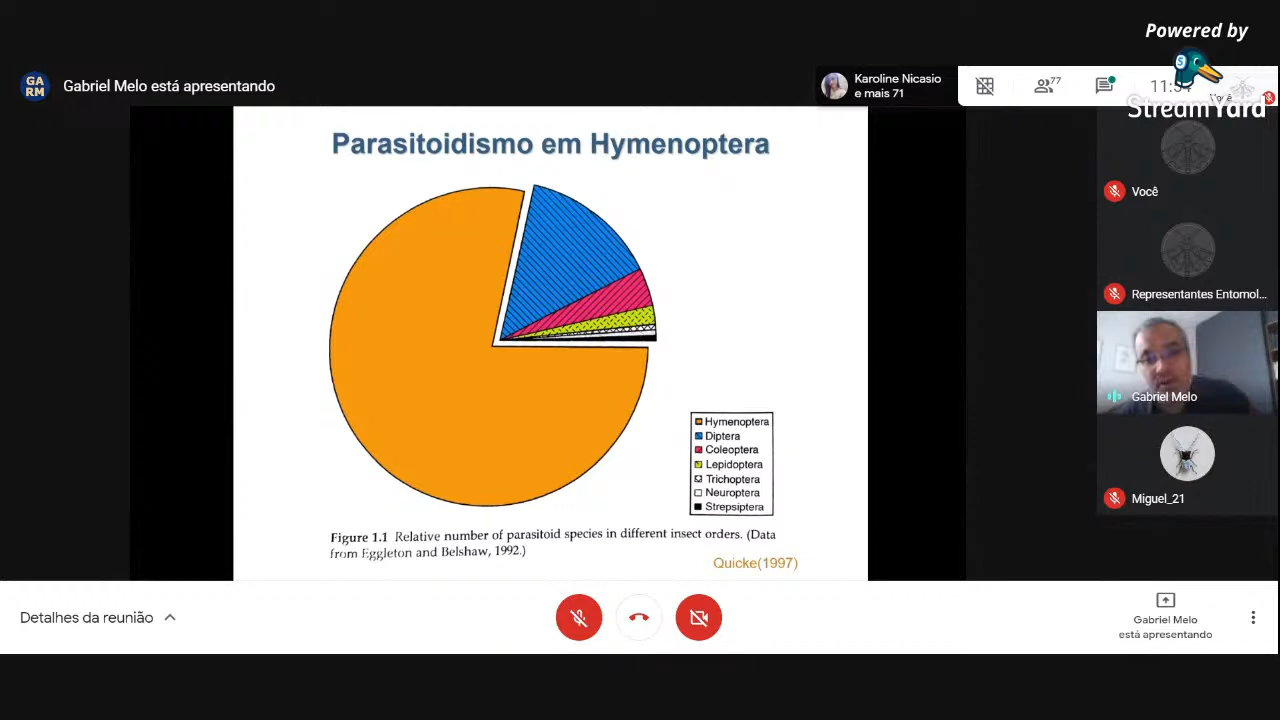 Powered by
StreamYard
Gabriel Melo está apresentando
Karoline Nicasio
e mais 71
77
Você
Parasitoidismo em Hymenoptera
Hymenoptera
Diptera
Coleoptera
Lepidoptera
Trichoptera
Neuroptera
Strepsiptera
Figure 1.1 Relative number of parasitoid species in different insect orders. (Data
from Eggleton and Belshaw, 1992.)
Quicke(1997)
GA
RM
Você
Representantes Entomol...
Gabriel Melo
Miguel_21
Detalhes da reunião
Gabriel Melo
está apresentando